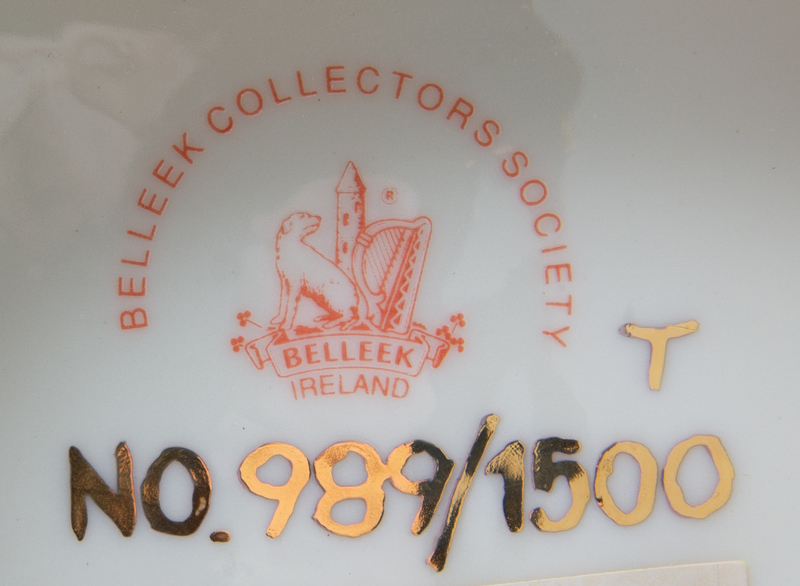 BELLEEK COLLECTORS SOCIETY
®
BELLEEK
IRELAND
T
NO. 989/1500